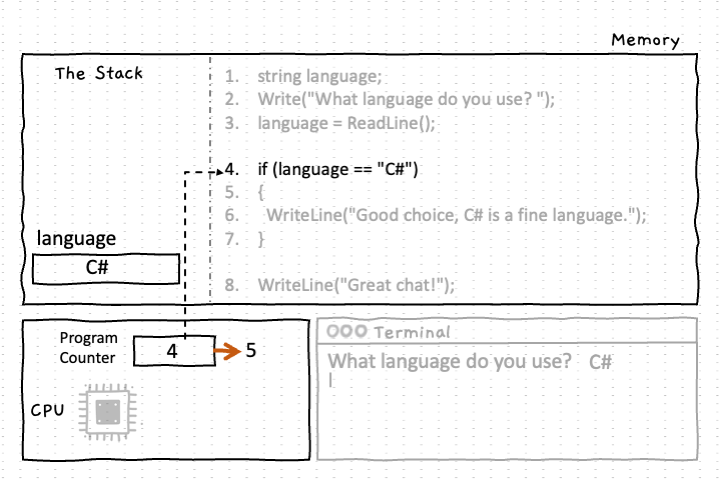 Memory
The Stack
1. string language;
2. Write("What language do you use? ");
3. language = ReadLine();
4. if (language == "C#")
5. {
6. WriteLine("Good choice, C# is a fine language.");
7. }
8. WriteLine("Great chat!");
language
C#
Program
Counter
4
5
CPU
Terminal
What language do you use? C#